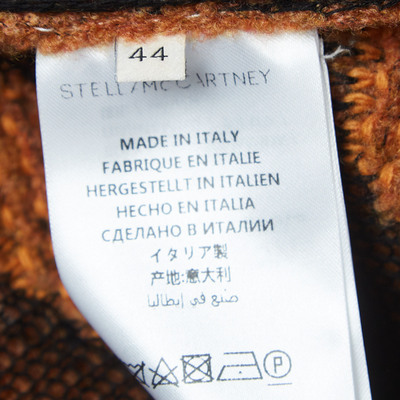 44
STELLA McCARTNEY
MADE IN ITALY
FABRIQUE EN ITALIE
HERGESTELLT IN ITALIEN
HECHO EN ITALIA
СДЕЛАНО В ИТАЛИИ
イタリア製
产地:意大利
صنع في إيطاليا
P